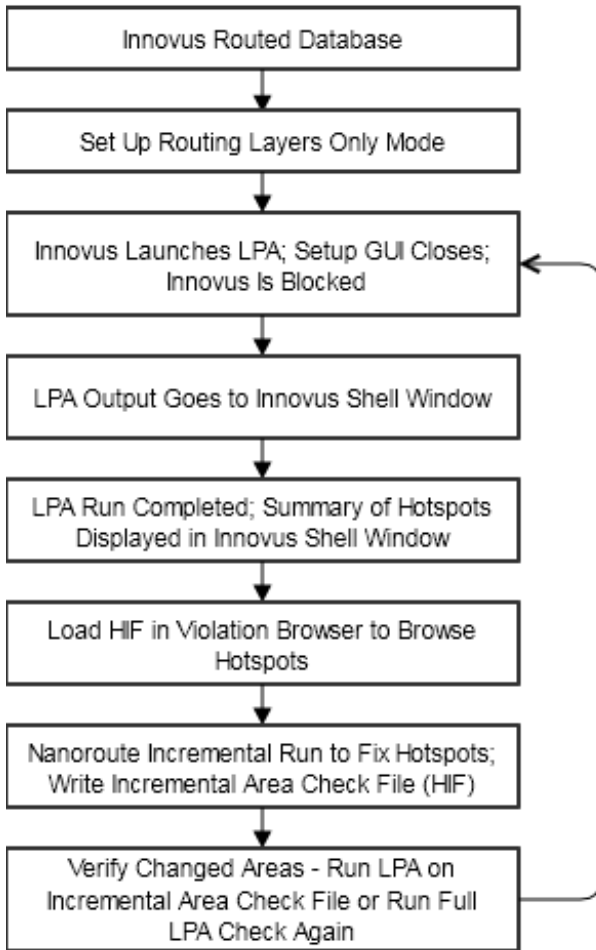 Innovus Routed Database
Set Up Routing Layers Only Mode
Innovus Launches LPA; Setup GUI Closes;
Innovus Is Blocked
LPA Output Goes to Innovus Shell Window
LPA Run Completed; Summary of Hotspots
Displayed in Innovus Shell Window
Load HIF in Violation Browser to Browse
Hotspots
Nanoroute Incremental Run to Fix Hotspots;
Write Incremental Area Check File (HIF)
Verify Changed Areas - Run LPA on
Incremental Area Check File or Run Full
LPA Check Again